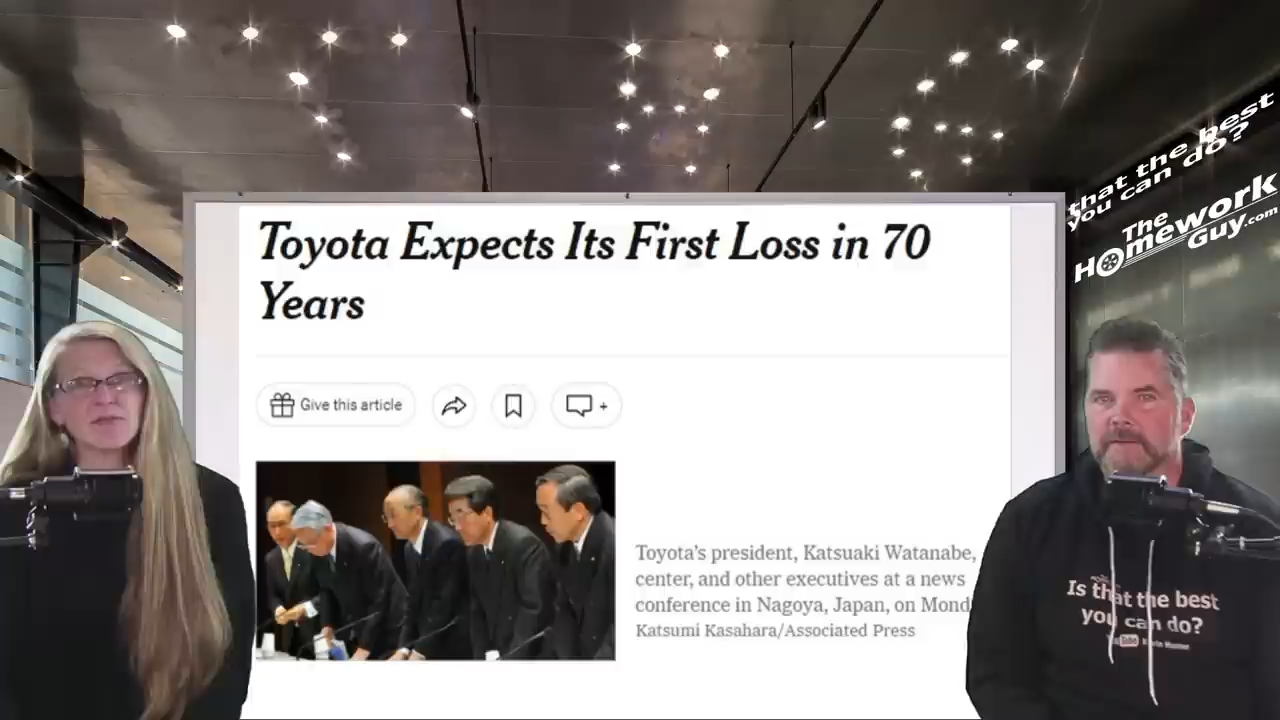 Toyota Expects Its First Loss in 70
Years
Give this article
+
Toyota's president, Katsuaki Watanabe,
center, and other executives at a news
conference in Nagoya, Japan, on Mond
Katsumi Kasahara/Associated Press
that the best
you can do?
The
Homework
Guy.com
Is that the best
you can do?